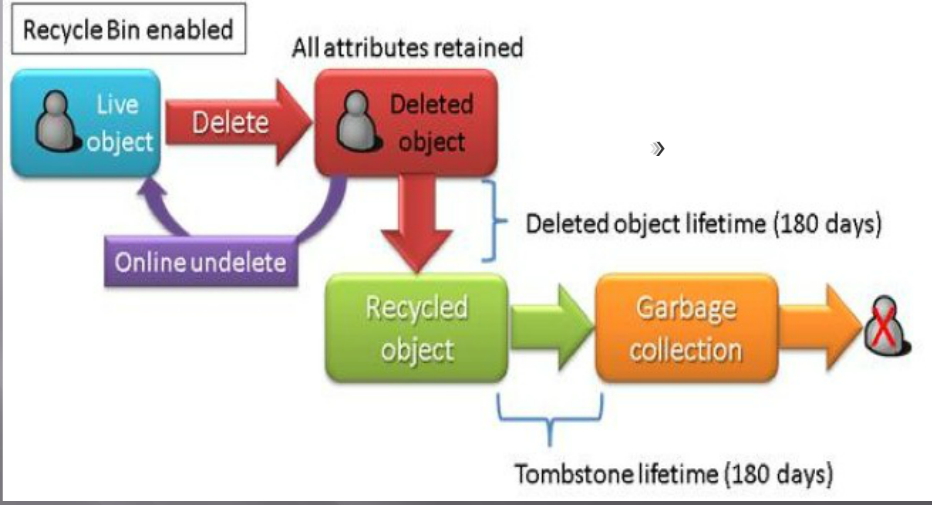 Recycle Bin enabled
All attributes retained
Live
object
Delete
Deleted
object
»
Deleted object lifetime (180 days)
Online undelete
Recycled
object
Garbage
collection
X
Tombstone lifetime (180 days)